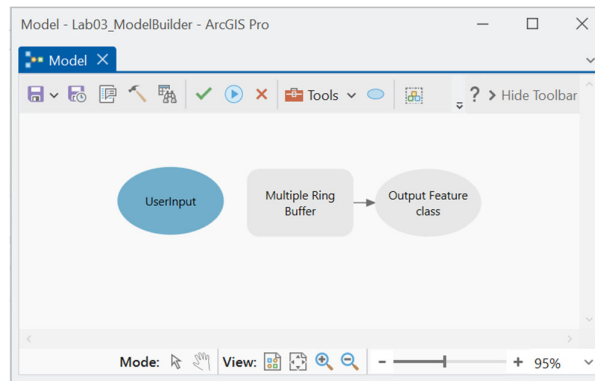 Model - Lab03_ModelBuilder - ArcGIS Pro
Model
Tools
? > Hide Toolbar
UserInput
Multiple Ring
Buffer
Output Feature
class
Mode:
View:
95%